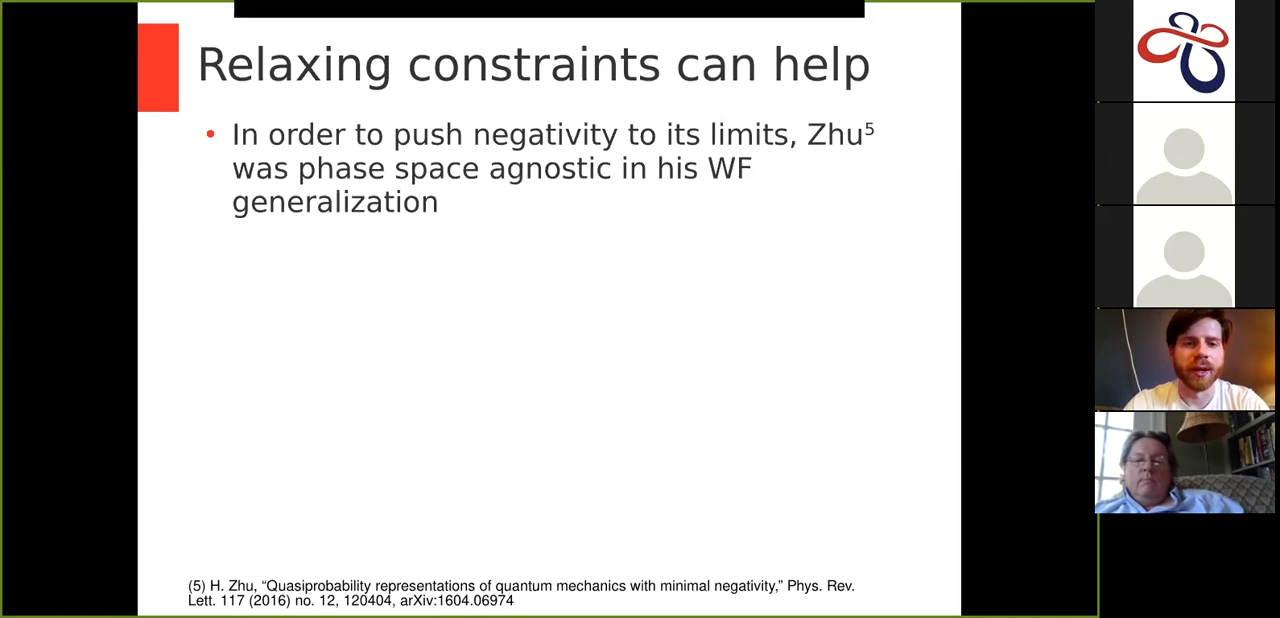 Relaxing constraints can help
• In order to push negativity to its limits, Zhu⁵
was phase space agnostic in his WF
generalization
(5) H. Zhu, “Quasiprobability representations of quantum mechanics with minimal negativity,” Phys. Rev.
Lett. 117 (2016) no. 12, 120404, arXiv:1604.06974